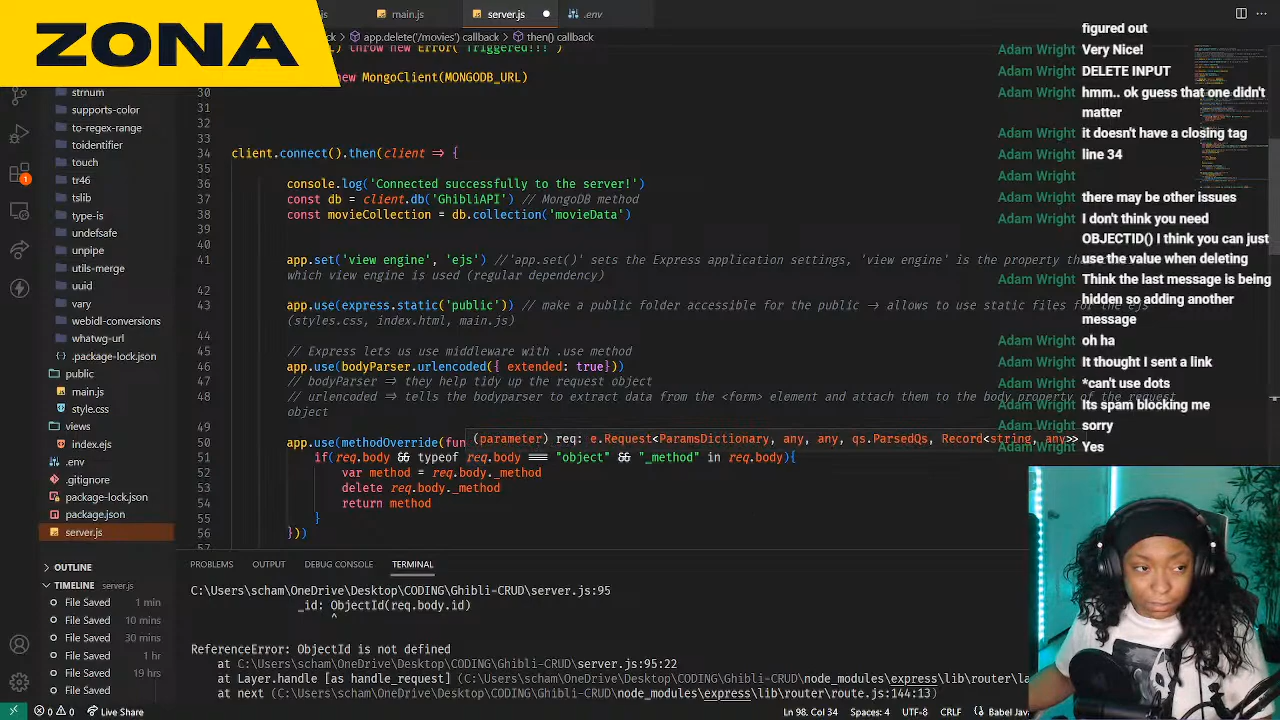 ZONA
js
main.js
server.js
.env
ck
app.delete('/movies') callback
then() callback
strnum
supports-color
to-regex-range
toidentifier
touch
tr46
tslib
type-is
undefsafe
unpipe
utils-merge
uuid
vary
webidl-conversions
whatwg-url
.package-lock.json
public
main.js
style.css
views
index.ejs
.env
.gitignore
package-lock.json
package.json
server.js
OUTLINE
TIMELINE server.js
File Saved 1 min
File Saved 10 mins
File Saved 30 mins
File Saved 1 hr
File Saved 19 hrs
File Saved
) throw new Error('Triggered!!!')
new MongoClient(MONGODB_URL)
30
31
32
33
34 client.connect().then(client => {
35
36 console.log('Connected successfully to the server!')
37 const db = client.db('GhibliAPI') // MongoDB method
38 const movieCollection = db.collection('movieData')
39
40
41 app.set('view engine', 'ejs') //'app.set()' sets the Express application settings, 'view engine' is the property th
which view engine is used (regular dependency)
42
43 app.use(express.static('public')) // make a public folder accessible for the public → allows to use static files for the ejs
(styles.css, index.html, main.js)
44
45 // Express lets us use middleware with .use method
46 app.use(bodyParser.urlencoded({ extended: true}))
47 // bodyParser => they help tidy up the request object
48 // urlencoded => tells the bodyparser to extract data from the <form> element and attach them to the body property of the request
object
49
(parameter) req: e.Request<ParamsDictionary, any, any, qs.ParsedQs, Record<string, any>>
50 app.use(methodOverride(fun
51 if(req.body && typeof req.body === "object" && "_method" in req.body){
52 var method = req.body._method
53 delete req.body._method
54 return method
55 }
56 }))
57
PROBLEMS OUTPUT DEBUG CONSOLE TERMINAL
C:\Users\scham\OneDrive\Desktop\CODING\Ghibli-CRUD\server.js:95
_id: ObjectId(req.body.id)
^
ReferenceError: ObjectId is not defined
at C:\Users\scham\OneDrive\Desktop\CODING\Ghibli-CRUD\server.js:95:22
at Layer.handle [as handle_request] (C:\Users\scham\OneDrive\Desktop\CODING\Ghibli-CRUD\node_modules\express\lib\router\la
at next (C:\Users\scham\OneDrive\Desktop\CODING\Ghibli-CRUD\node_modules\express\lib\router\route.js:144:13)
figured out
Adam Wright Very Nice!
Adam Wright DELETE !== PUT
Adam Wright hmm.. ok guess that one didn't
matter
Adam Wright it doesn't have a closing tag
Adam Wright line 34
Adam Wright
Adam Wright there may be other issues
Adam Wright I don't think you need
OBJECTID() I think you can just
use the value when deleting
Adam Wright Think the last message is being
hidden so adding another
message
Adam Wright oh ha
Adam Wright It thought I sent a link
Adam Wright *can't use dots
Adam Wright Its spam blocking me
Adam Wright sorry
Adam Wright Yes
1
0 0 Live Share
Ln 98, Col 34 Spaces: 4 UTF-8 CRLF Babel Jav